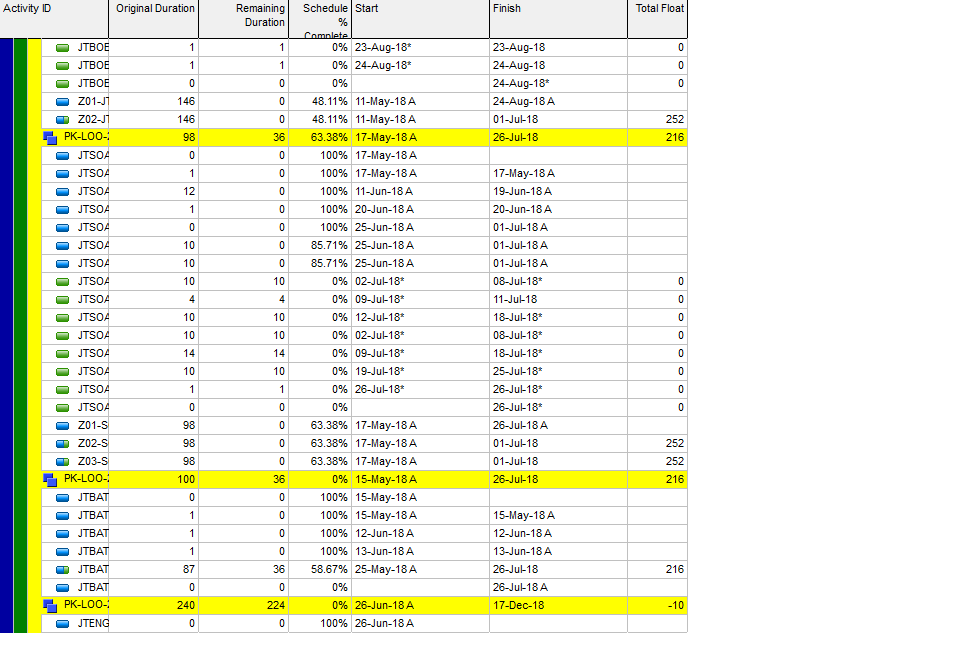 Activity ID Original Duration Remaining Duration Schedule % Complete Start Finish Total Float
JTBOE 1 1 0% 23-Aug-18* 23-Aug-18 0
JTBOE 1 1 0% 24-Aug-18* 24-Aug-18 0
JTBOE 0 0 0% 24-Aug-18* 0
Z01-JT 146 0 48.11% 11-May-18 A 24-Aug-18 A
Z02-JT 146 0 48.11% 11-May-18 A 01-Jul-18 252
PK-LOO-2 98 36 63.38% 17-May-18 A 26-Jul-18 216
JTSOA 0 0 100% 17-May-18 A
JTSOA 1 0 100% 17-May-18 A 17-May-18 A
JTSOA 12 0 100% 11-Jun-18 A 19-Jun-18 A
JTSOA 1 0 100% 20-Jun-18 A 20-Jun-18 A
JTSOA 0 0 100% 25-Jun-18 A 01-Jul-18 A
JTSOA 10 0 85.71% 25-Jun-18 A 01-Jul-18 A
JTSOA 10 0 85.71% 25-Jun-18 A 01-Jul-18 A
JTSOA 10 10 0% 02-Jul-18* 08-Jul-18* 0
JTSOA 4 4 0% 09-Jul-18* 11-Jul-18 0
JTSOA 10 10 0% 12-Jul-18* 18-Jul-18* 0
JTSOA 10 10 0% 02-Jul-18* 08-Jul-18* 0
JTSOA 14 14 0% 09-Jul-18* 18-Jul-18* 0
JTSOA 10 10 0% 19-Jul-18* 25-Jul-18* 0
JTSOA 1 1 0% 26-Jul-18* 26-Jul-18* 0
JTSOA 0 0 0% 26-Jul-18* 0
Z01-S 98 0 63.38% 17-May-18 A 26-Jul-18 A
Z02-S 98 0 63.38% 17-May-18 A 01-Jul-18 252
Z03-S 98 0 63.38% 17-May-18 A 01-Jul-18 252
PK-LOO-2 100 36 0% 15-May-18 A 26-Jul-18 216
JTBAT 0 0 100% 15-May-18 A
JTBAT 1 0 100% 15-May-18 A 15-May-18 A
JTBAT 1 0 100% 12-Jun-18 A 12-Jun-18 A
JTBAT 1 0 100% 13-Jun-18 A 13-Jun-18 A
JTBAT 87 36 58.67% 25-May-18 A 26-Jul-18 216
JTBAT 0 0 0% 26-Jul-18 A
PK-LOO-2 240 224 0% 26-Jun-18 A 17-Dec-18 -10
JTENG 0 0 100% 26-Jun-18 A